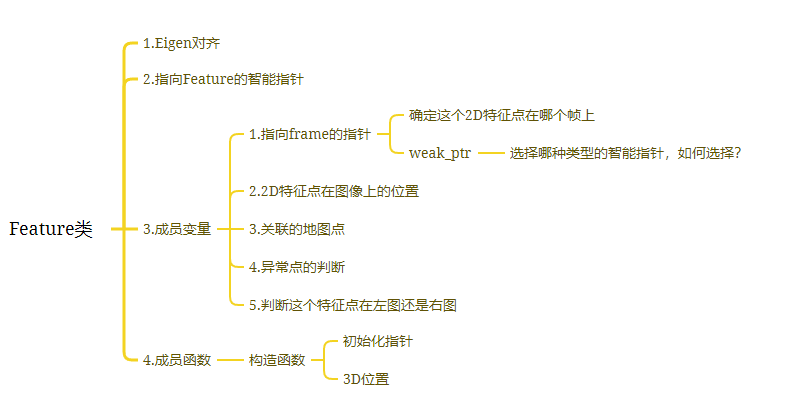 Feature类
1.Eigen对齐
2.指向Feature的智能指针
3.成员变量
1.指向frame的指针
确定这个2D特征点在哪个帧上
weak_ptr
选择哪种类型的智能指针，如何选择？
2.2D特征点在图像上的位置
3.关联的地图点
4.异常点的判断
5.判断这个特征点在左图还是右图
4.成员函数
构造函数
初始化指针
3D位置